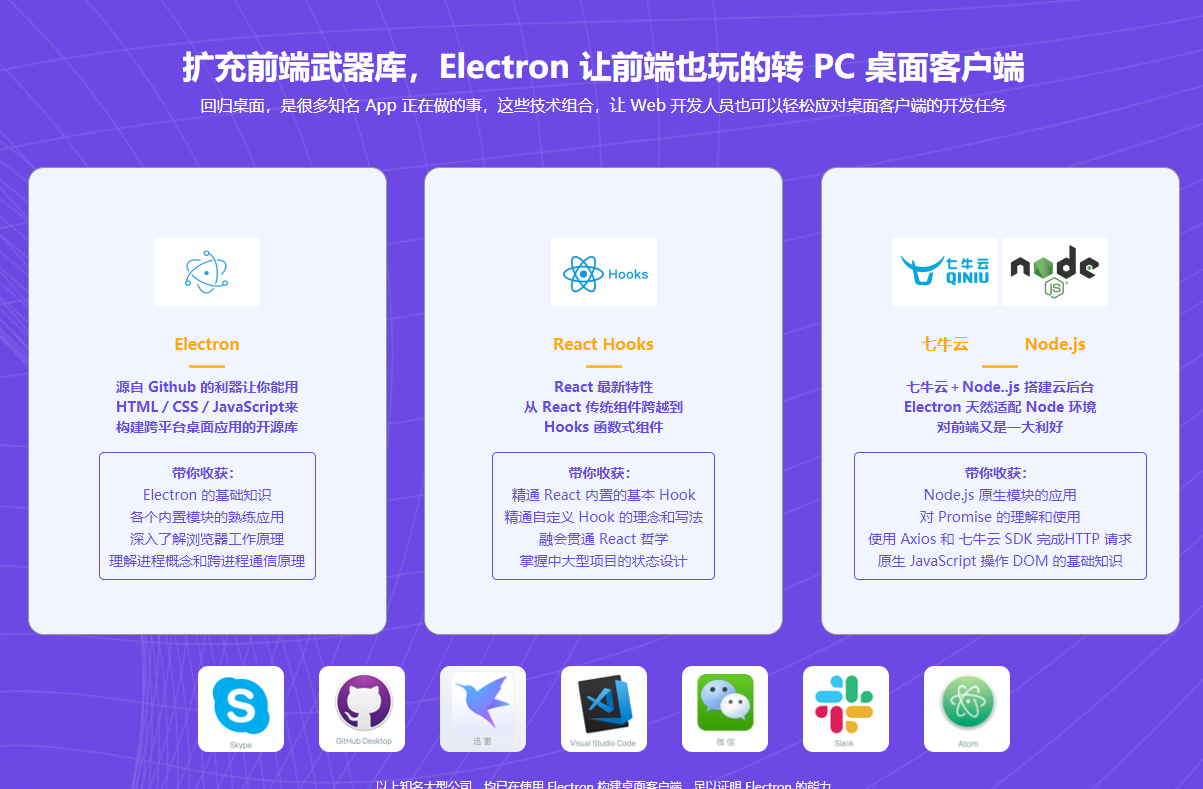 扩充前端武器库，Electron 让前端也玩的转 PC 桌面客户端
回归桌面，是很多知名 App 正在做的事，这些技术组合，让 Web 开发人员也可以轻松应对桌面客户端的开发任务
Electron
源自 Github 的利器让你能用
HTML / CSS / JavaScript来
构建跨平台桌面应用的开源库
带你收获：
Electron 的基础知识
各个内置模块的熟练应用
深入了解浏览器工作原理
理解进程概念和跨进程通信原理
Hooks
React Hooks
React 最新特性
从 React 传统组件跨越到
Hooks 函数式组件
带你收获：
精通 React 内置的基本 Hook
精通自定义 Hook 的理念和写法
融会贯通 React 哲学
掌握中大型项目的状态设计
七牛云
QINIU
node
JS
七牛云 Node.js
七牛云 + Node..js 搭建云后台
Electron 天然适配 Node 环境
对前端又是一大利好
带你收获：
Node.js 原生模块的应用
对 Promise 的理解和使用
使用 Axios 和 七牛云 SDK 完成HTTP 请求
原生 JavaScript 操作 DOM 的基础知识
Skype
GitHub Desktop
迅雷
Visual Studio Code
微信
Slack
Atom
以上知名大型公司，均已在使用 Electron 构建桌面客户端，足以证明 Electron 的能力